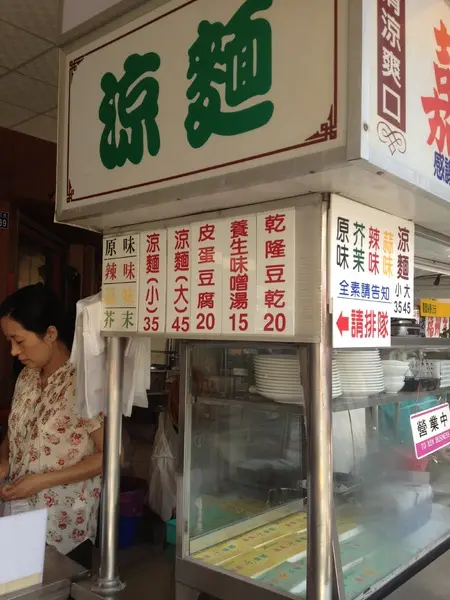 涼麵
清涼爽口
原味
辣味
蒜味
芥末
涼麵(小)35
涼麵(大)45
皮蛋豆腐20
養生味噌湯15
乾隆豆乾20
原味
芥茉
辣味
蒜味
涼麵
小35
大45
全素請告知
請排隊
營業中